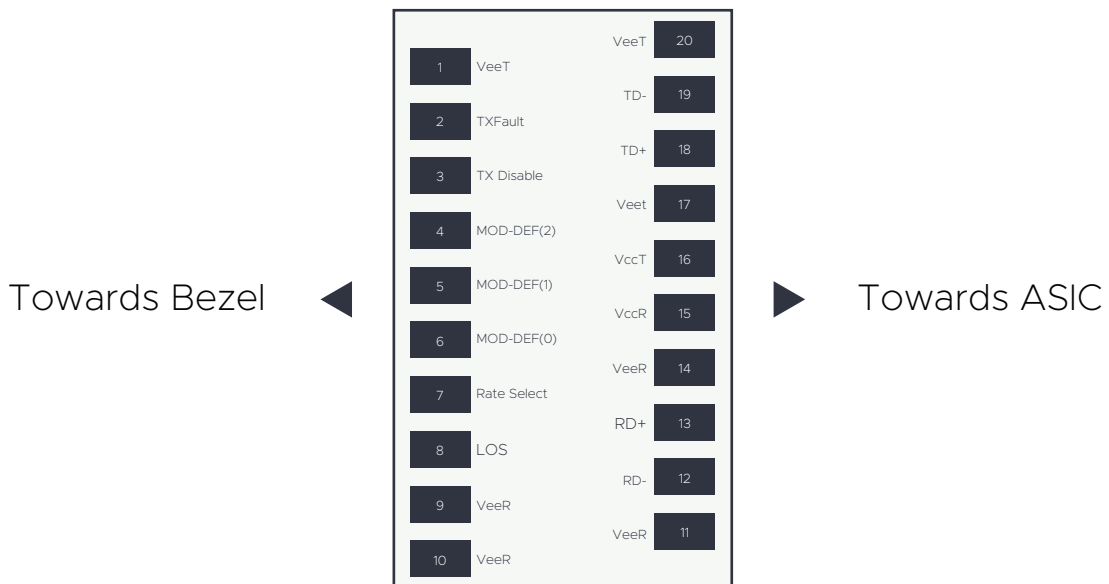 VeeT 20
1 VeeT
TD- 19
2 TXFault
TD+ 18
3 TX Disable
Veet 17
4 MOD-DEF(2)
VccT 16
5 MOD-DEF(1)
Towards Bezel
Towards ASIC
VccR 15
6 MOD-DEF(0)
VeeR 14
7 Rate Select
RD+ 13
8 LOS
RD- 12
9 VeeR
VeeR 11
10 VeeR